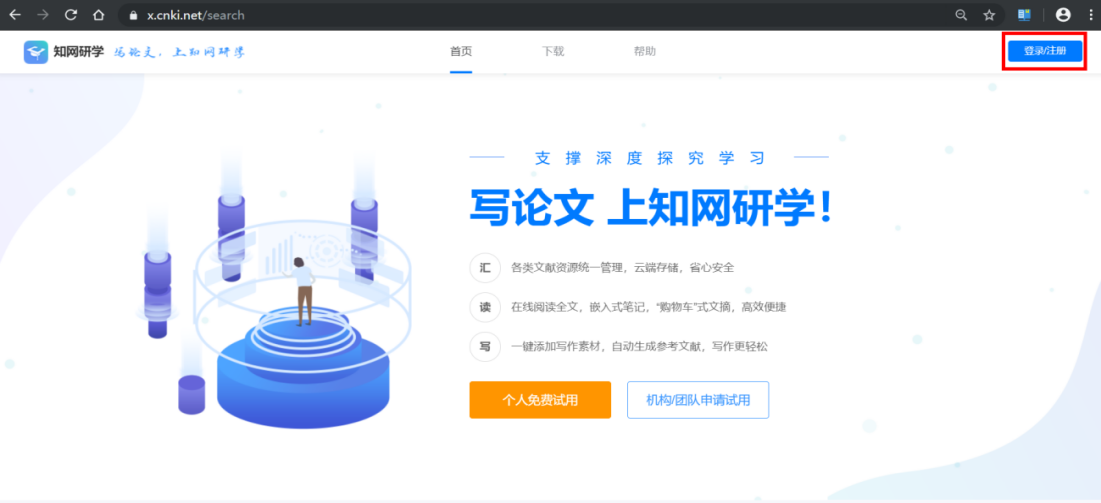 x.cnki.net/search
知网研学 写论文,上知网研学
首页 下载 帮助
登录/注册
支撑深度探究学习
写论文 上知网研学!
汇 各类文献资源统一管理,云端存储,省心安全
读 在线阅读全文,嵌入式笔记,“购物车”式文摘,高效便捷
写 一键添加写作素材,自动生成参考文献,写作更轻松
个人免费试用 机构/团队申请试用